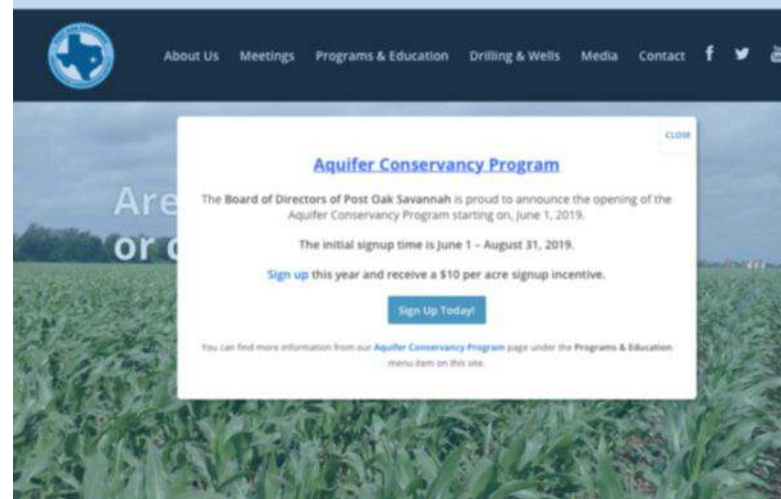 About Us Meetings Programs & Education Drilling & Wells Media Contact
CLOSE
Aquifer Conservancy Program
Are
or
The Board of Directors of Post Oak Savannah is proud to announce the opening of the
Aquifer Conservancy Program starting on, June 1, 2019.
The initial signup time is June 1 – August 31, 2019.
Sign up this year and receive a $10 per acre signup incentive.
Sign Up Today!
You can find more information from our Aquifer Conservancy Program page under the Programs & Education
menu item on this site.